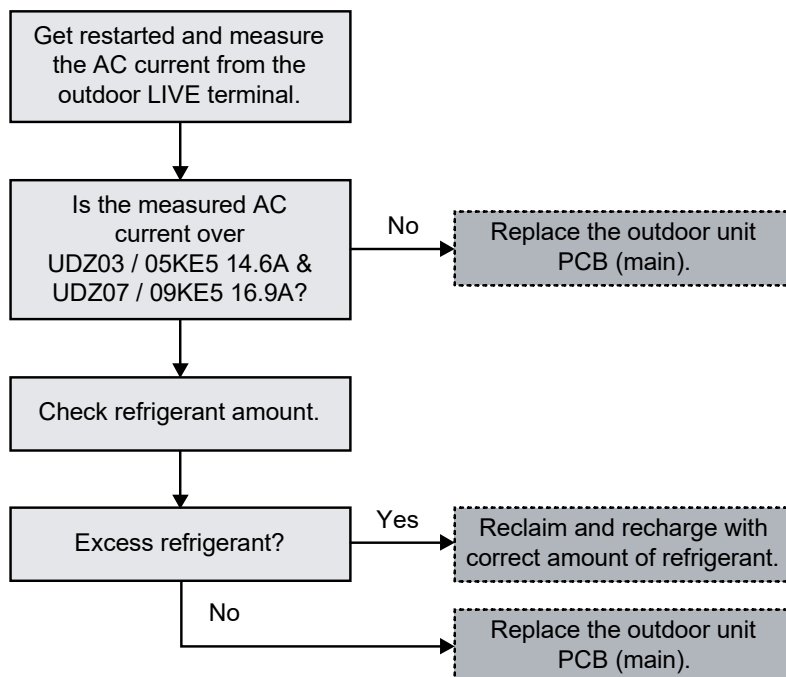 Get restarted and measure
the AC current from the
outdoor LIVE terminal.
Is the measured AC
current over
UDZ03 / 05KE5 14.6A &
UDZ07 / 09KE5 16.9A?
No
Replace the outdoor unit
PCB (main).
Check refrigerant amount.
Excess refrigerant?
Yes
Reclaim and recharge with
correct amount of refrigerant.
No
Replace the outdoor unit
PCB (main).